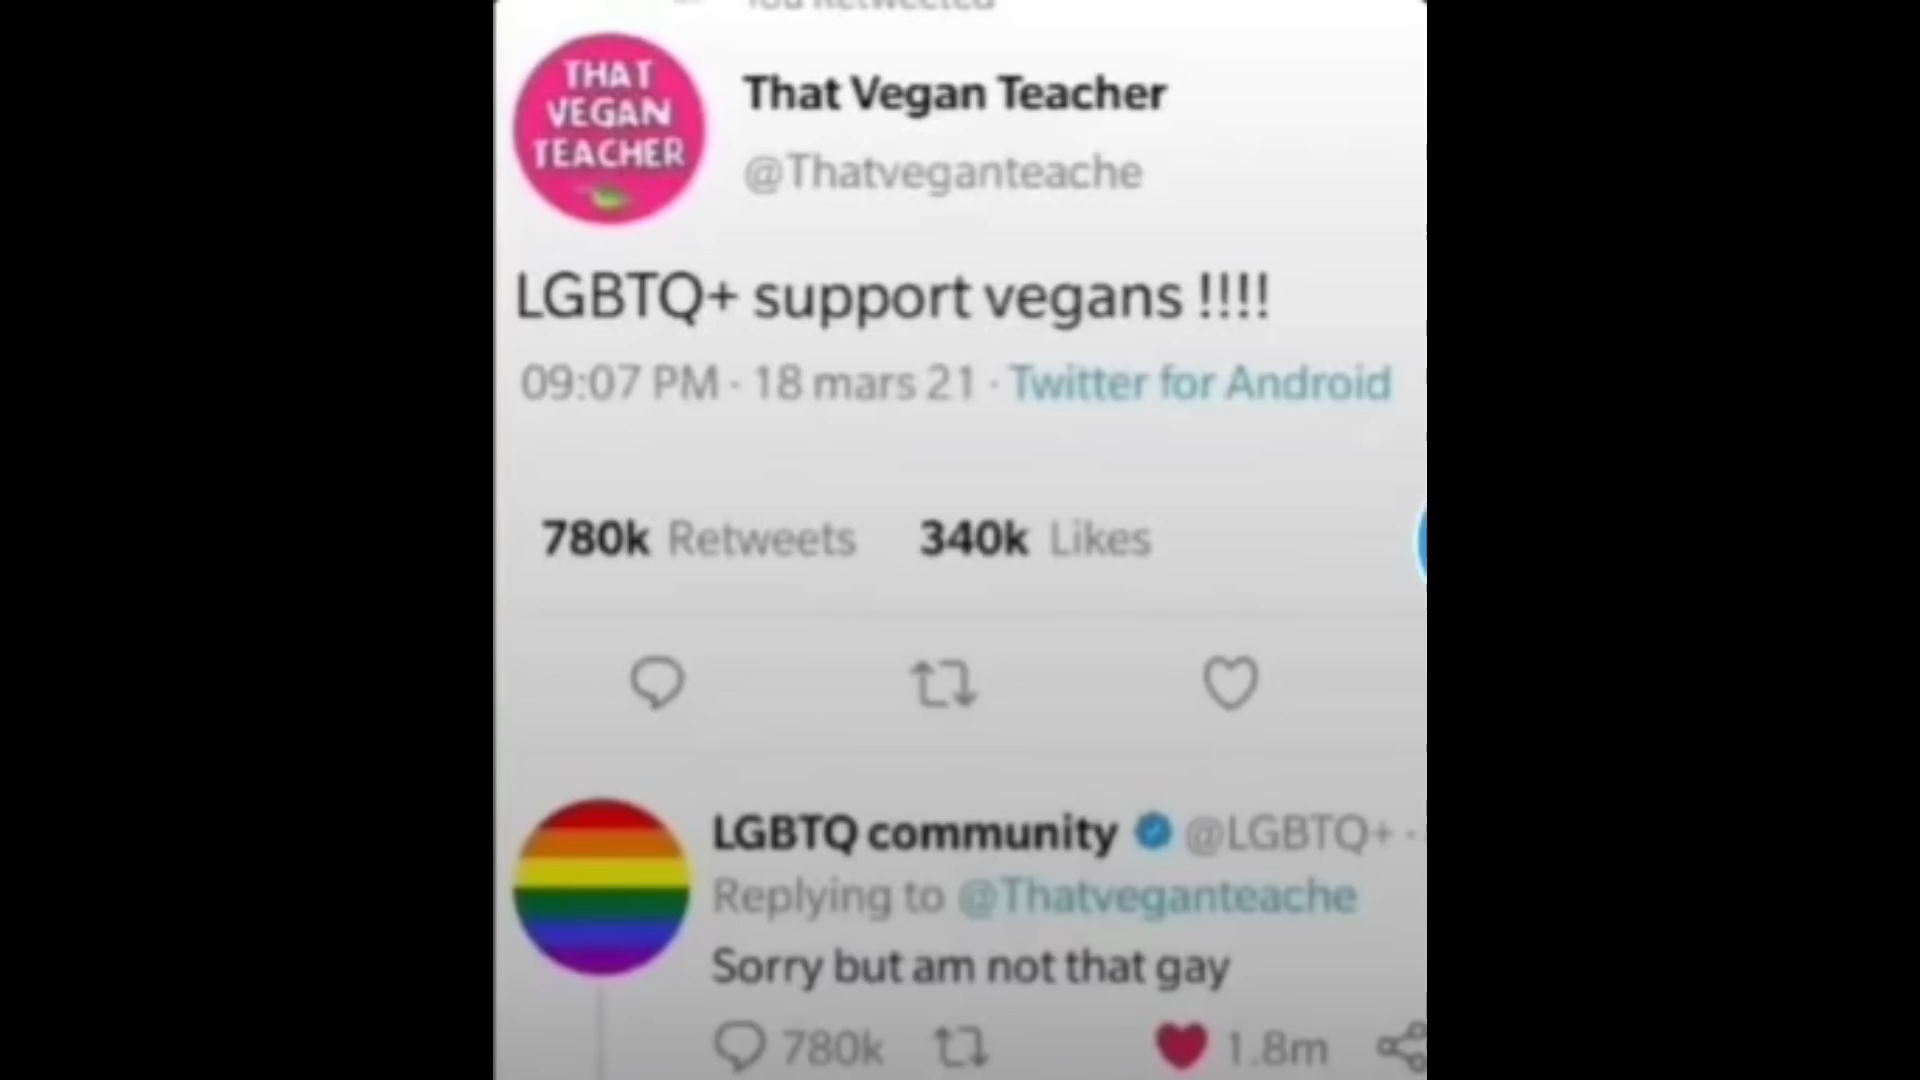 You Retweeted
THAT
VEGAN
TEACHER
That Vegan Teacher
@Thatveganteache
LGBTQ+ support vegans !!!!
09:07 PM · 18 mars 21 · Twitter for Android
780k Retweets 340k Likes
LGBTQ community @LGBTQ+ ·
Replying to @Thatveganteache
Sorry but am not that gay
780k 1.8m